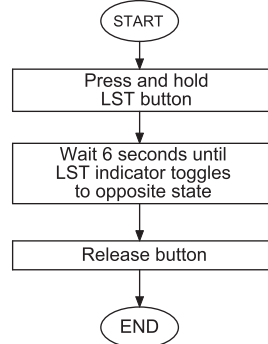 START
Press and hold
LST button
Wait 6 seconds until
LST indicator toggles
to opposite state
Release button
END